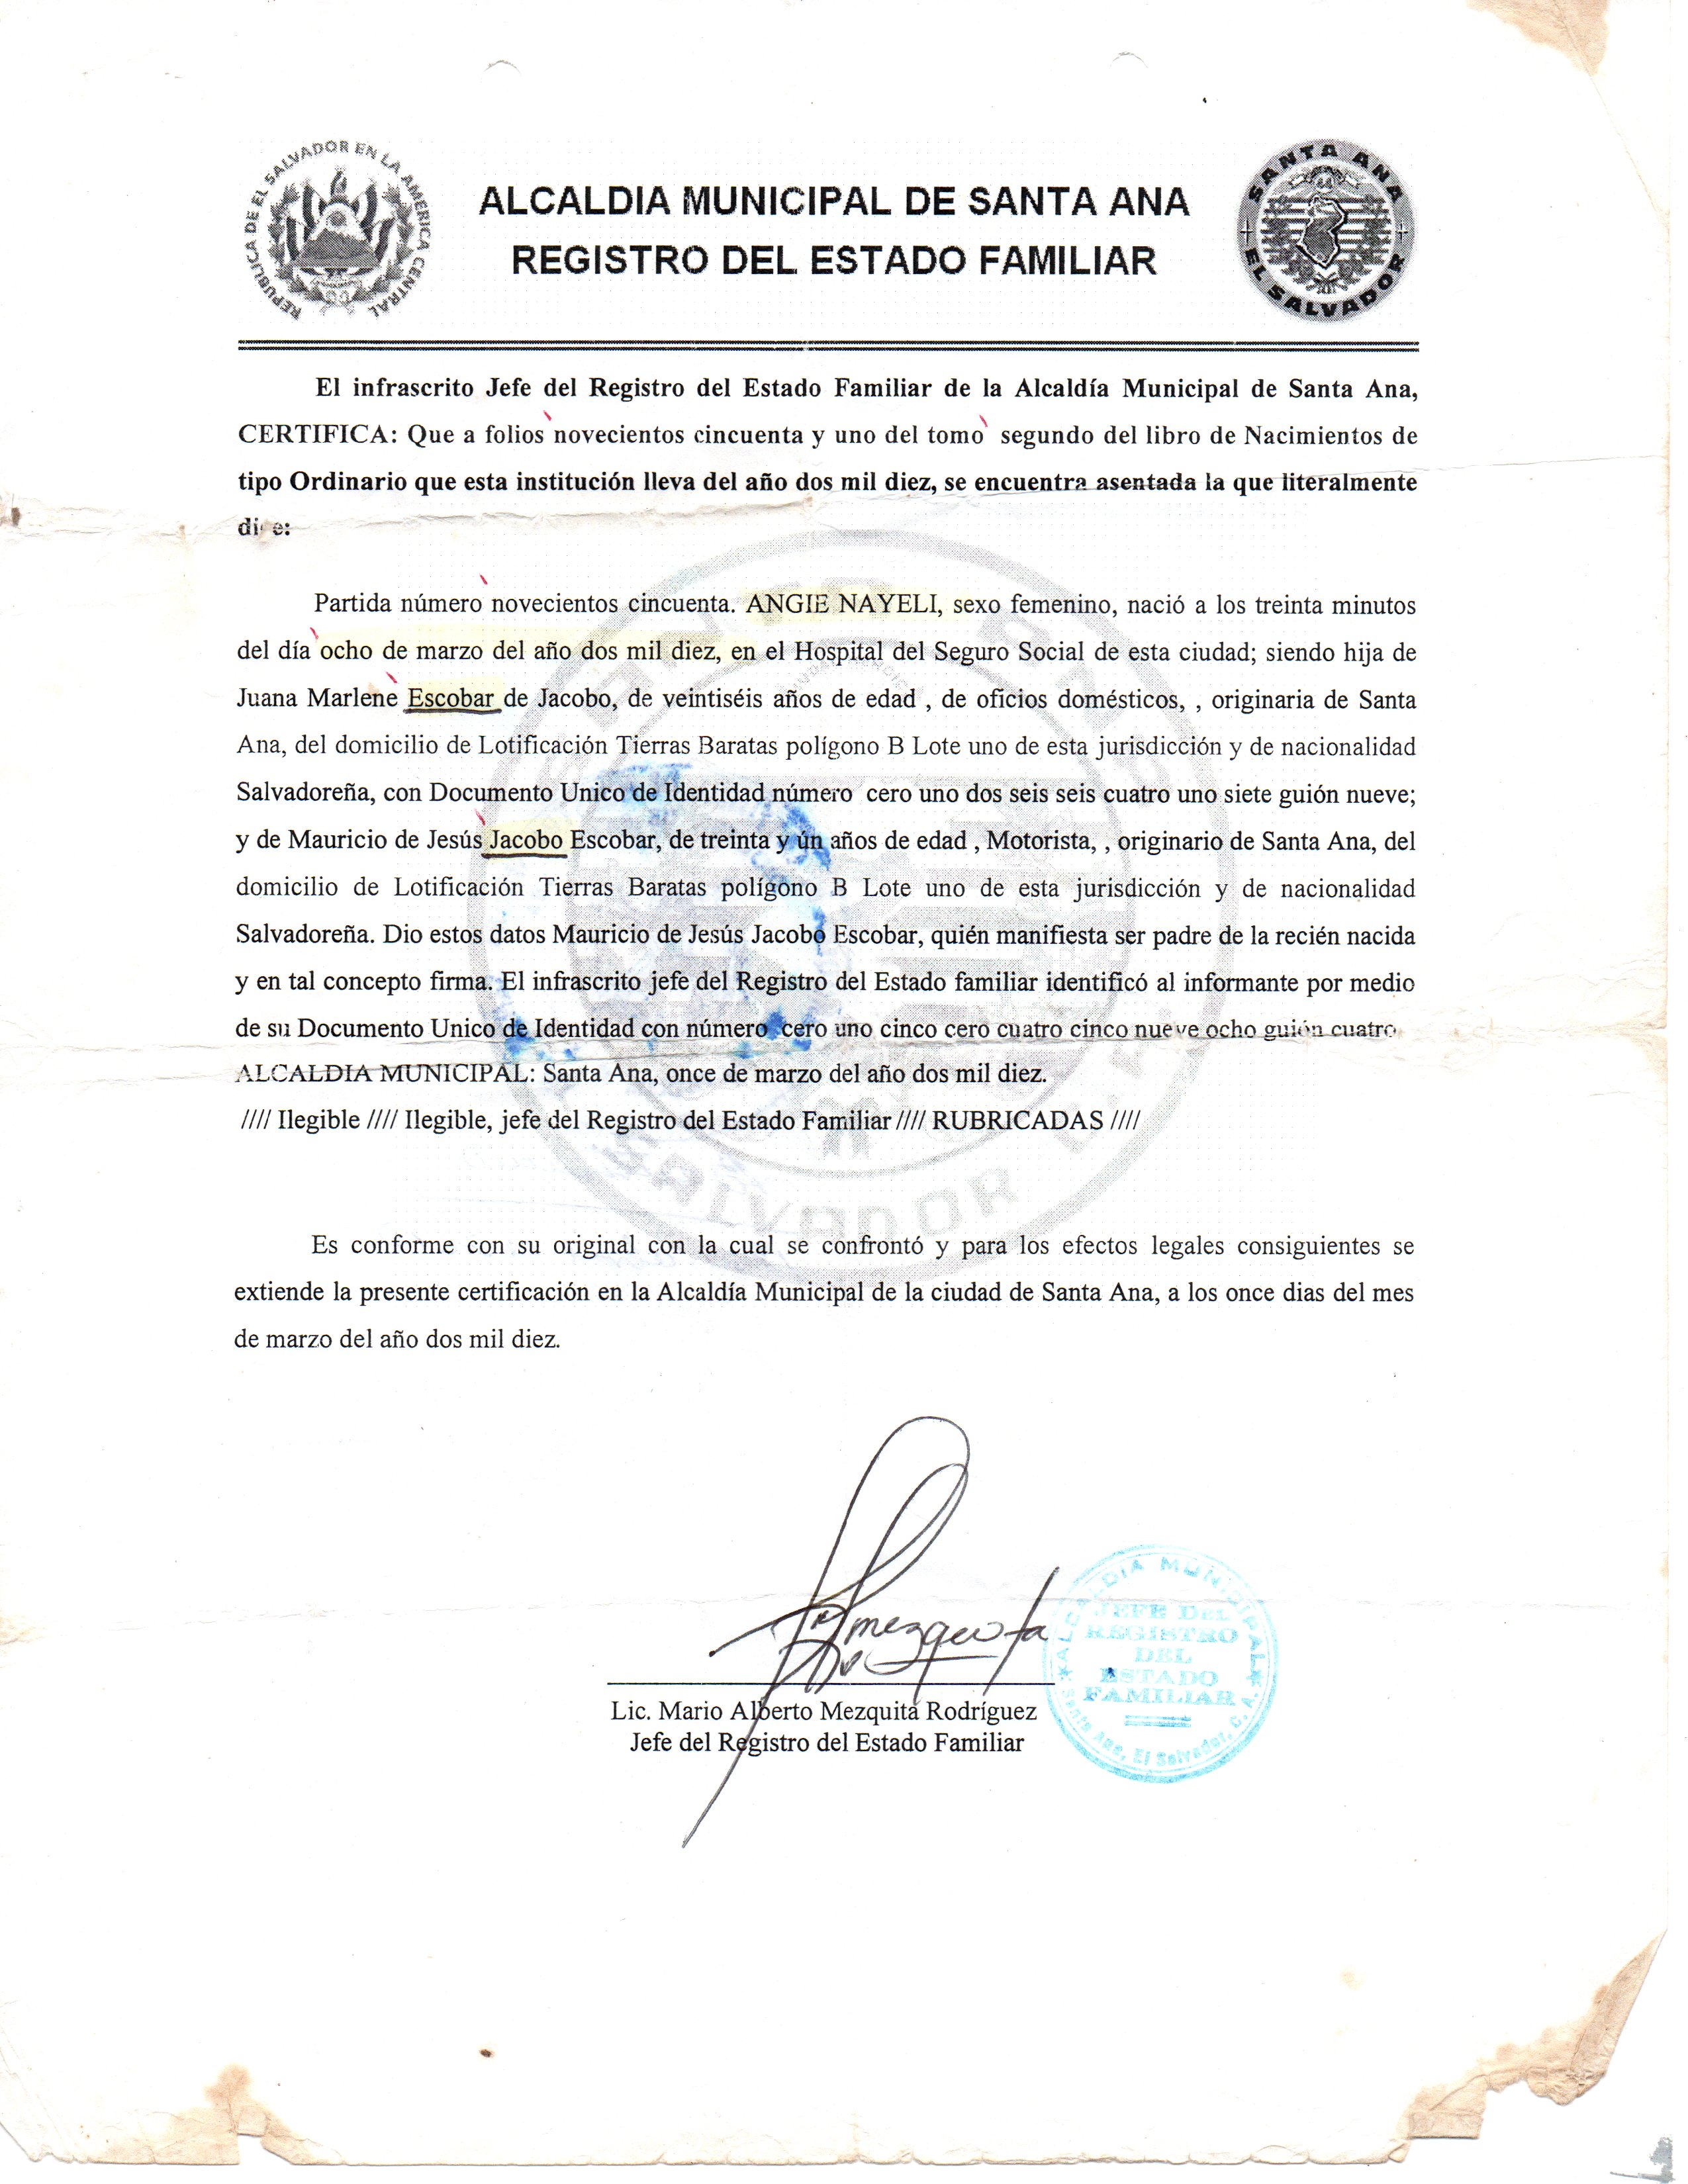 REPUBLICA DE EL SALVADOR EN LA AMERICA CENTRAL
ALCALDIA MUNICIPAL DE SANTA ANA
REGISTRO DEL ESTADO FAMILIAR
SANTA ANA
EL SALVADOR
El infrascrito Jefe del Registro del Estado Familiar de la Alcaldía Municipal de Santa Ana,
CERTIFICA: Que a folios novecientos cincuenta y uno del tomo segundo del libro de Nacimientos de
tipo Ordinario que esta institución lleva del año dos mil diez, se encuentra asentada la que literalmente
dice:
Partida número novecientos cincuenta. ANGIE NAYELI, sexo femenino, nació a los treinta minutos
del día ocho de marzo del año dos mil diez, en el Hospital del Seguro Social de esta ciudad; siendo hija de
Juana Marlene Escobar de Jacobo, de veintiséis años de edad , de oficios domésticos, , originaria de Santa
Ana, del domicilio de Lotificación Tierras Baratas polígono B Lote uno de esta jurisdicción y de nacionalidad
Salvadoreña, con Documento Unico de Identidad número cero uno dos seis seis cuatro uno siete guión nueve;
y de Mauricio de Jesús Jacobo Escobar, de treinta y ún años de edad , Motorista, , originario de Santa Ana, del
domicilio de Lotificación Tierras Baratas polígono B Lote uno de esta jurisdicción y de nacionalidad
Salvadoreña. Dio estos datos Mauricio de Jesús Jacobo Escobar, quién manifiesta ser padre de la recién nacida
y en tal concepto firma. El infrascrito jefe del Registro del Estado familiar identificó al informante por medio
de su Documento Unico de Identidad con número cero uno cinco cero cuatro cinco nueve ocho guión cuatro
ALCALDIA MUNICIPAL: Santa Ana, once de marzo del año dos mil diez.
//// Ilegible //// Ilegible, jefe del Registro del Estado Familiar //// RUBRICADAS ////
Es conforme con su original con la cual se confrontó y para los efectos legales consiguientes se
extiende la presente certificación en la Alcaldía Municipal de la ciudad de Santa Ana, a los once dias del mes
de marzo del año dos mil diez.
Lic. Mario Alberto Mezquita Rodríguez
Jefe del Registro del Estado Familiar
ALCALDIA MUNICIPAL
JEFE DEL
REGISTRO
DEL
ESTADO
FAMILIAR
Santa Ana, El Salvador, C. A.